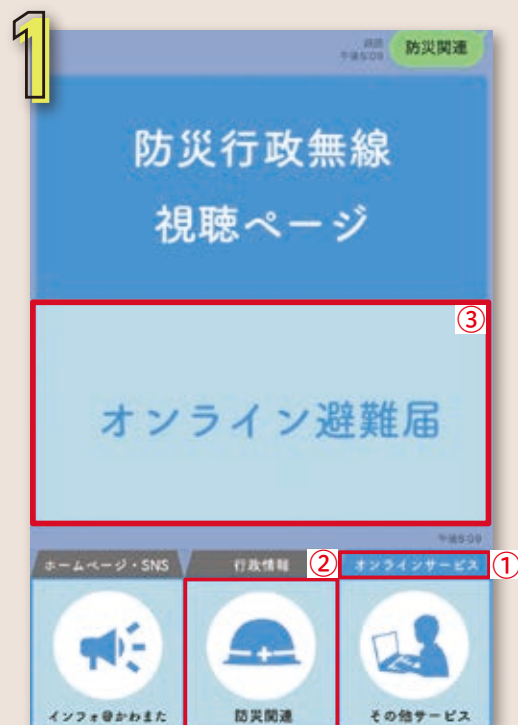 1
既読
午後5:09
防災関連
防災行政無線
視聴ページ
③
オンライン避難届
午後5:09
ホームページ・SNS
行政情報
②
オンラインサービス
①
インフォ@かわまた
防災関連
その他サービス